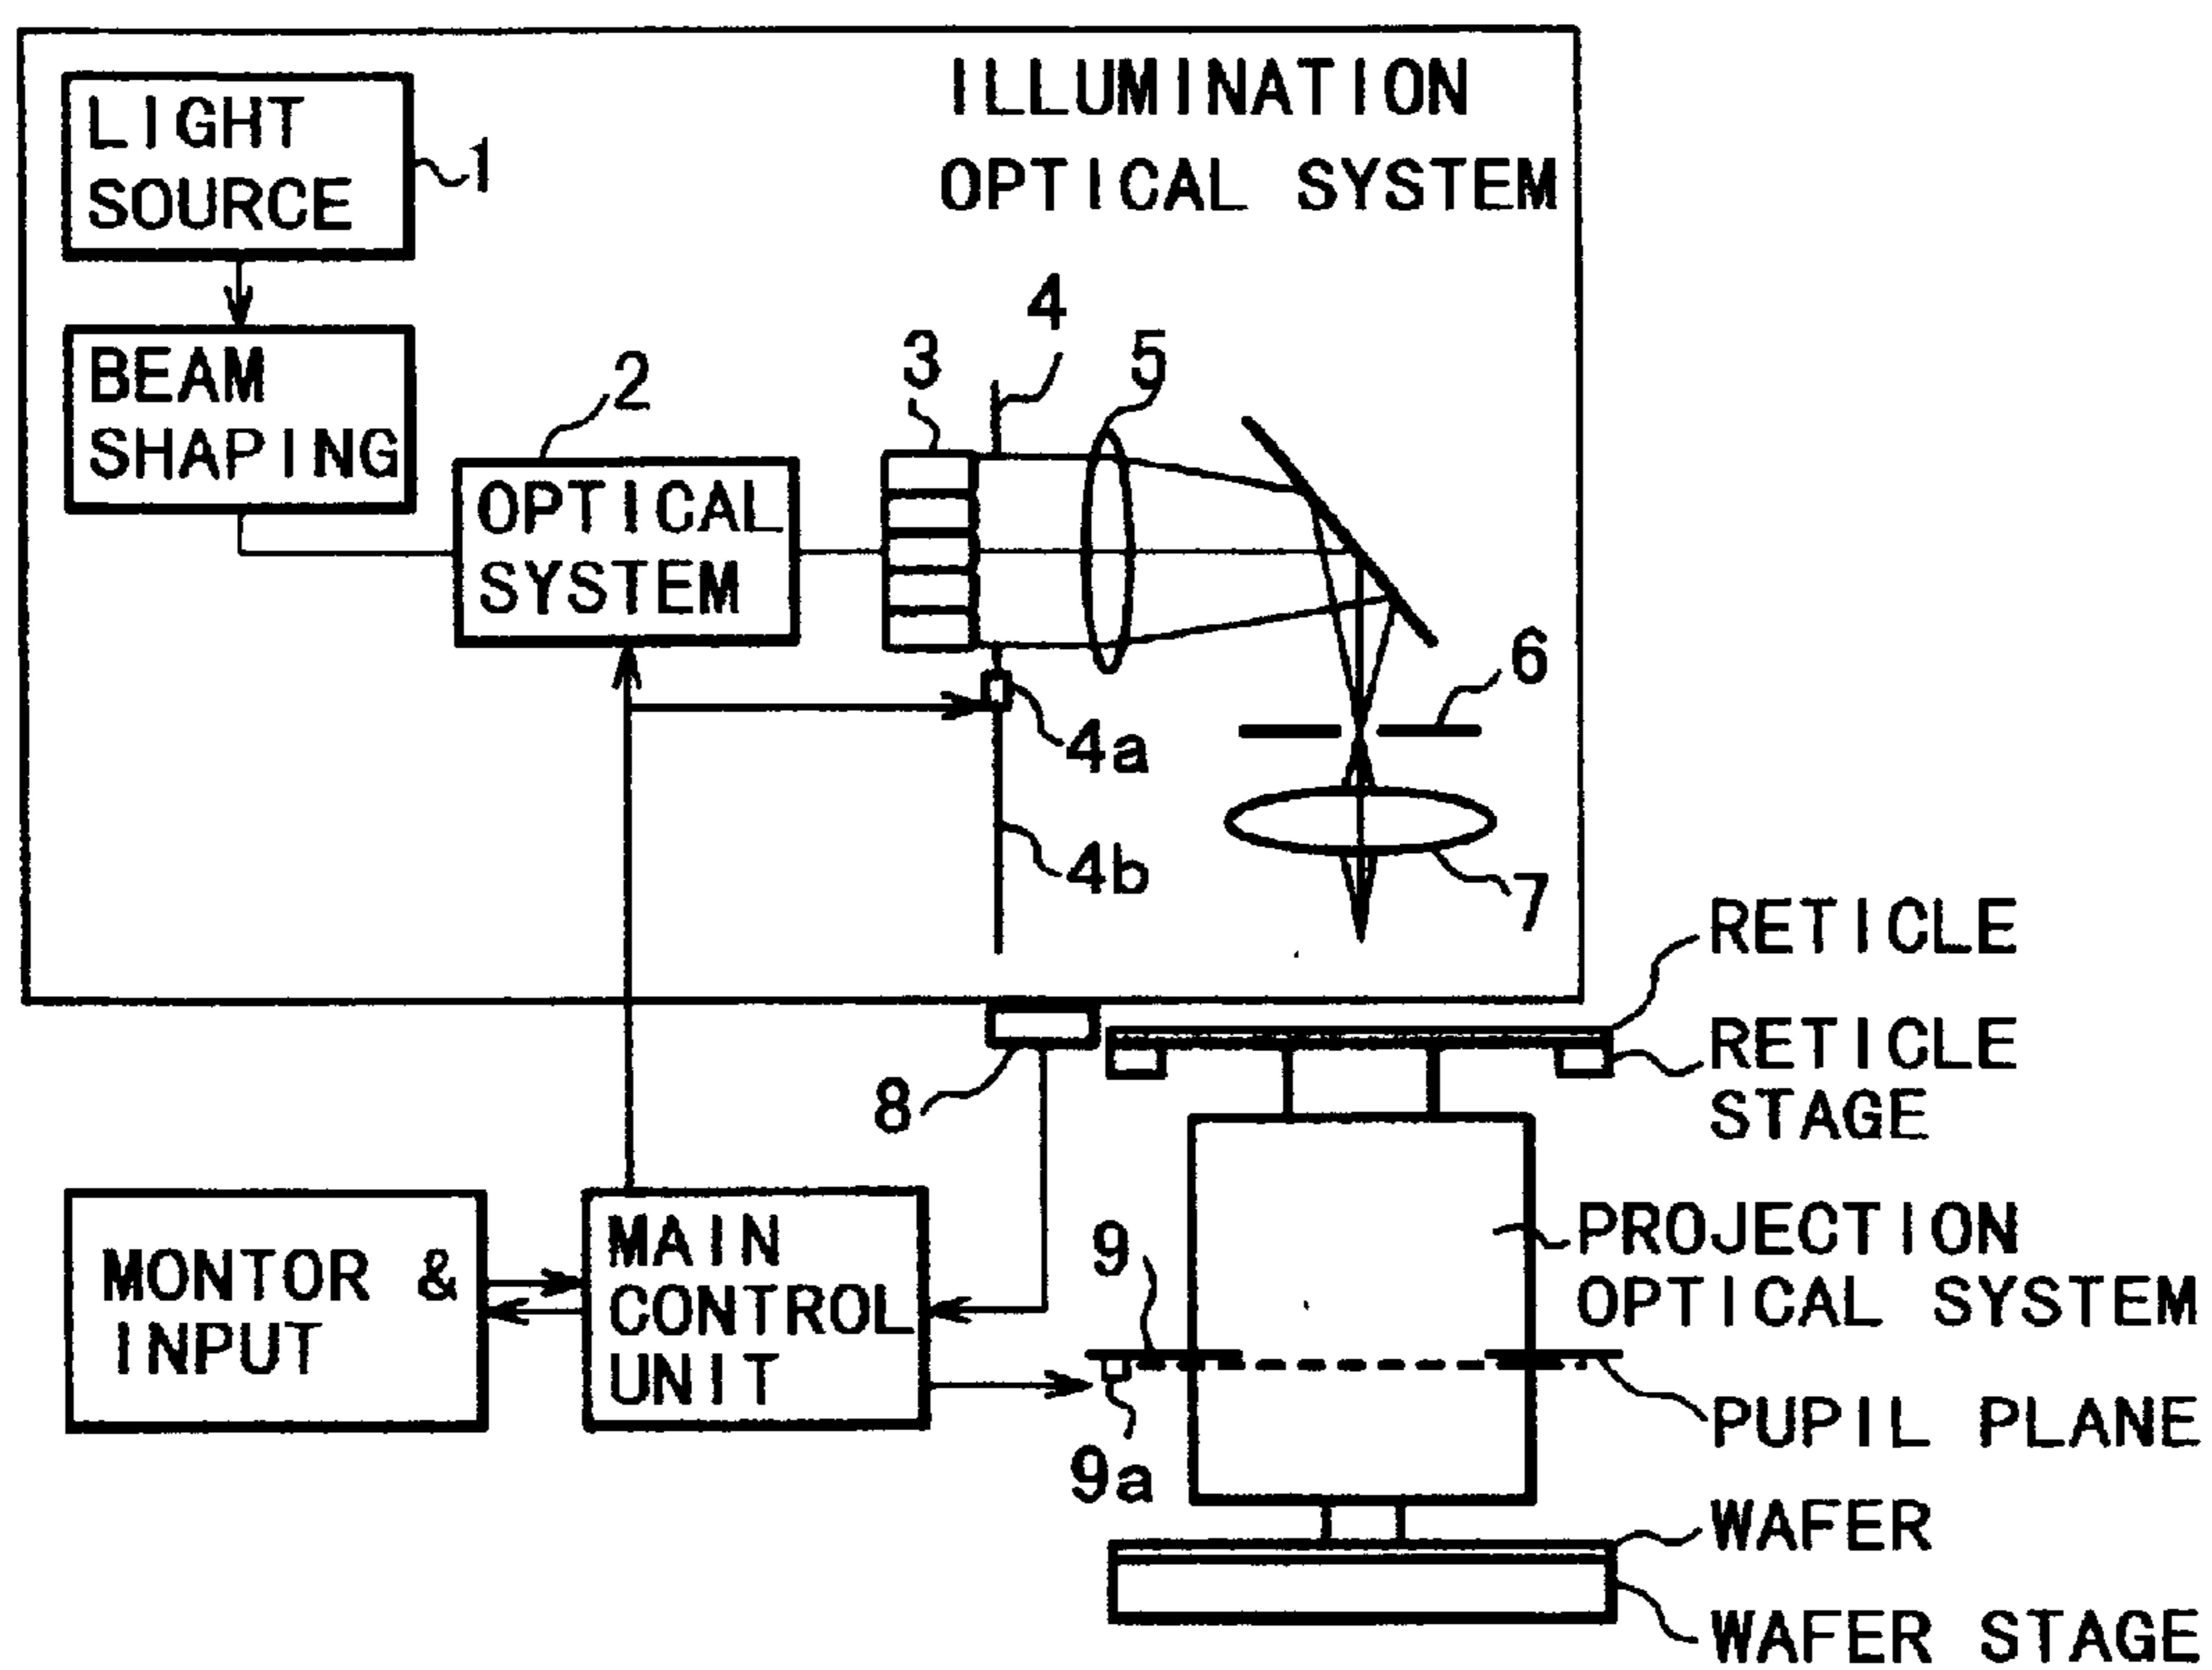 ILLUMINATION
OPTICAL SYSTEM
LIGHT
SOURCE
1
BEAM
SHAPING
2
OPTICAL
SYSTEM
3
4
5
6
4a
4b
7
RETICLE
RETICLE
STAGE
8
MONTOR &
INPUT
MAIN
CONTROL
UNIT
9
9a
PROJECTION
OPTICAL SYSTEM
PUPIL PLANE
WAFER
WAFER STAGE